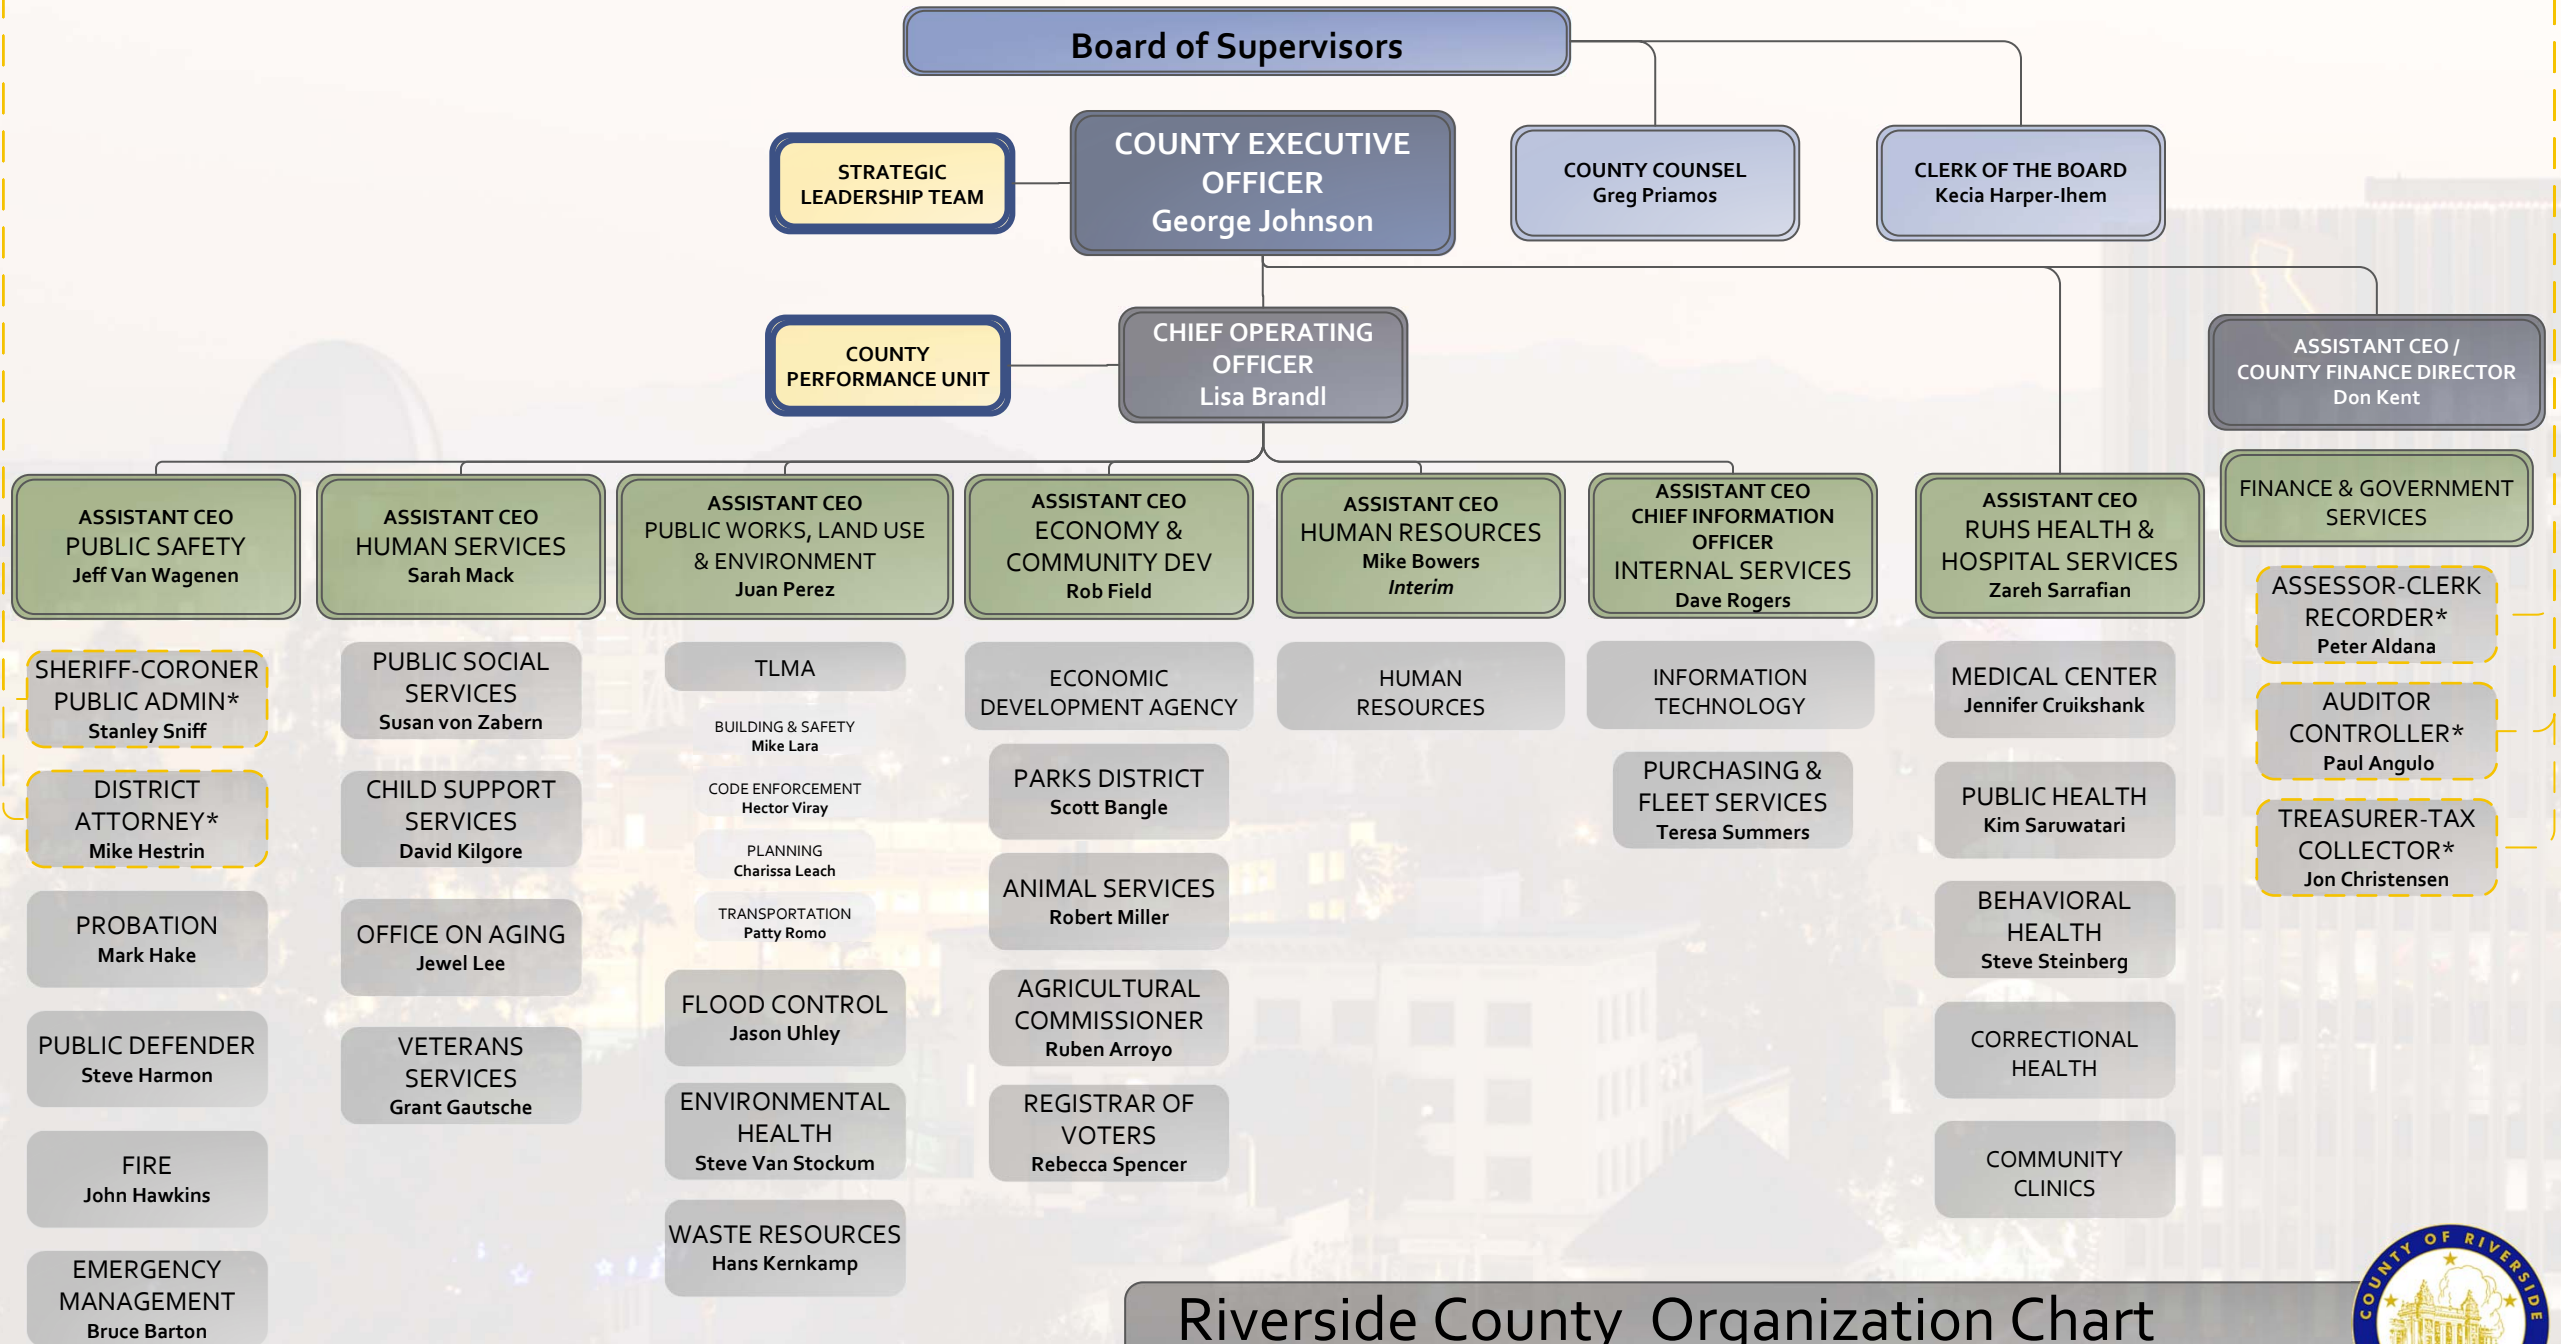 Board of Supervisors
STRATEGIC
LEADERSHIP TEAM
COUNTY EXECUTIVE
OFFICER
George Johnson
COUNTY COUNSEL
Greg Priamos
CLERK OF THE BOARD
Kecia Harper-Ihem
COUNTY
PERFORMANCE UNIT
CHIEF OPERATING
OFFICER
Lisa Brandl
ASSISTANT CEO /
COUNTY FINANCE DIRECTOR
Don Kent
ASSISTANT CEO
PUBLIC SAFETY
Jeff Van Wagenen
SHERIFF-CORONER
PUBLIC ADMIN*
Stanley Sniff
DISTRICT
ATTORNEY*
Mike Hestrin
PROBATION
Mark Hake
PUBLIC DEFENDER
Steve Harmon
FIRE
John Hawkins
EMERGENCY
MANAGEMENT
Bruce Barton
ASSISTANT CEO
HUMAN SERVICES
Sarah Mack
PUBLIC SOCIAL
SERVICES
Susan von Zabern
CHILD SUPPORT
SERVICES
David Kilgore
OFFICE ON AGING
Jewel Lee
VETERANS
SERVICES
Grant Gautsche
ASSISTANT CEO
PUBLIC WORKS, LAND USE
& ENVIRONMENT
Juan Perez
TLMA
BUILDING & SAFETY
Mike Lara
CODE ENFORCEMENT
Hector Viray
PLANNING
Charissa Leach
TRANSPORTATION
Patty Romo
FLOOD CONTROL
Jason Uhley
ENVIRONMENTAL
HEALTH
Steve Van Stockum
WASTE RESOURCES
Hans Kernkamp
ASSISTANT CEO
ECONOMY &
COMMUNITY DEV
Rob Field
ECONOMIC
DEVELOPMENT AGENCY
PARKS DISTRICT
Scott Bangle
ANIMAL SERVICES
Robert Miller
AGRICULTURAL
COMMISSIONER
Ruben Arroyo
REGISTRAR OF
VOTERS
Rebecca Spencer
ASSISTANT CEO
HUMAN RESOURCES
Mike Bowers
Interim
HUMAN
RESOURCES
ASSISTANT CEO
CHIEF INFORMATION
OFFICER
INTERNAL SERVICES
Dave Rogers
INFORMATION
TECHNOLOGY
PURCHASING &
FLEET SERVICES
Teresa Summers
ASSISTANT CEO
RUHS HEALTH &
HOSPITAL SERVICES
Zareh Sarrafian
MEDICAL CENTER
Jennifer Cruikshank
PUBLIC HEALTH
Kim Saruwatari
BEHAVIORAL
HEALTH
Steve Steinberg
CORRECTIONAL
HEALTH
COMMUNITY
CLINICS
FINANCE & GOVERNMENT
SERVICES
ASSESSOR-CLERK
RECORDER*
Peter Aldana
AUDITOR
CONTROLLER*
Paul Angulo
TREASURER-TAX
COLLECTOR*
Jon Christensen
Riverside County Organization Chart
COUNTY OF RIVERSIDE